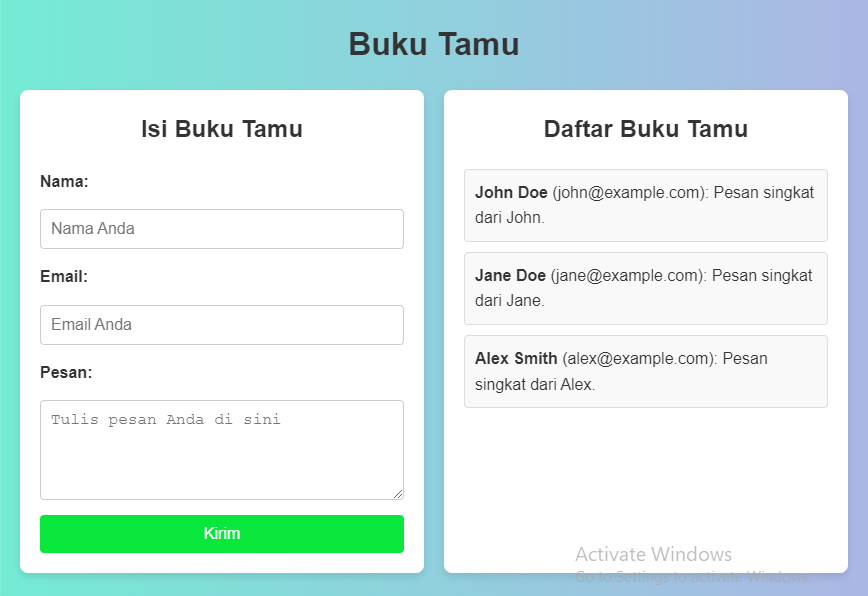 Buku Tamu
Isi Buku Tamu
Nama:
Nama Anda
Email:
Email Anda
Pesan:
Tulis pesan Anda di sini
Kirim
Daftar Buku Tamu
John Doe (john@example.com): Pesan singkat
dari John.
Jane Doe (jane@example.com): Pesan singkat
dari Jane.
Alex Smith (alex@example.com): Pesan
singkat dari Alex.
Activate Windows
Go to Settings to activate Windows.